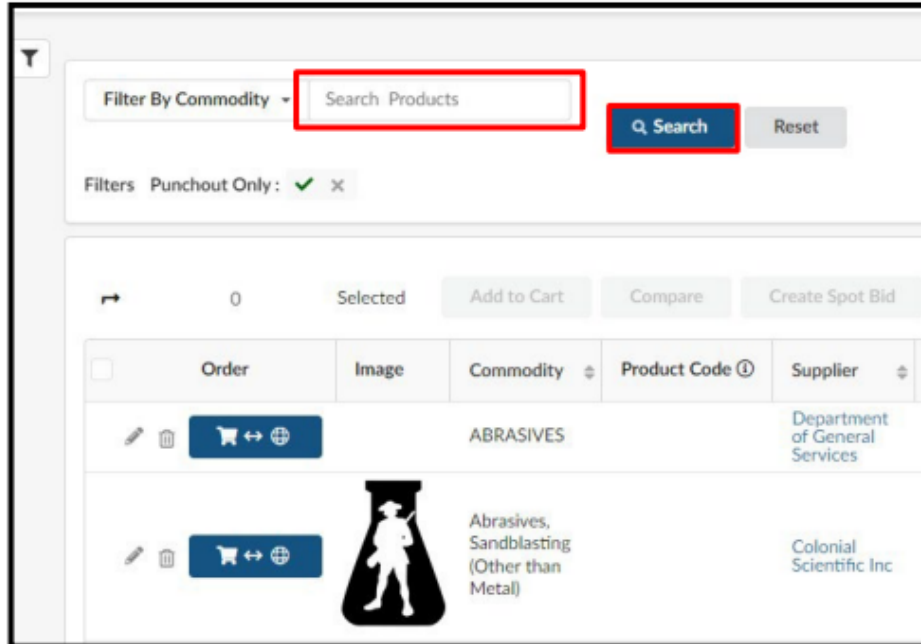 Filter By Commodity Search Products
Search Reset
Filters Punchout Only :
0 Selected Add to Cart Compare Create Spot Bid
Order Image Commodity Product Code Supplier
ABRASIVES
Department
of General
Services
Abrasives,
Sandblasting
(Other than
Metal)
Colonial
Scientific Inc